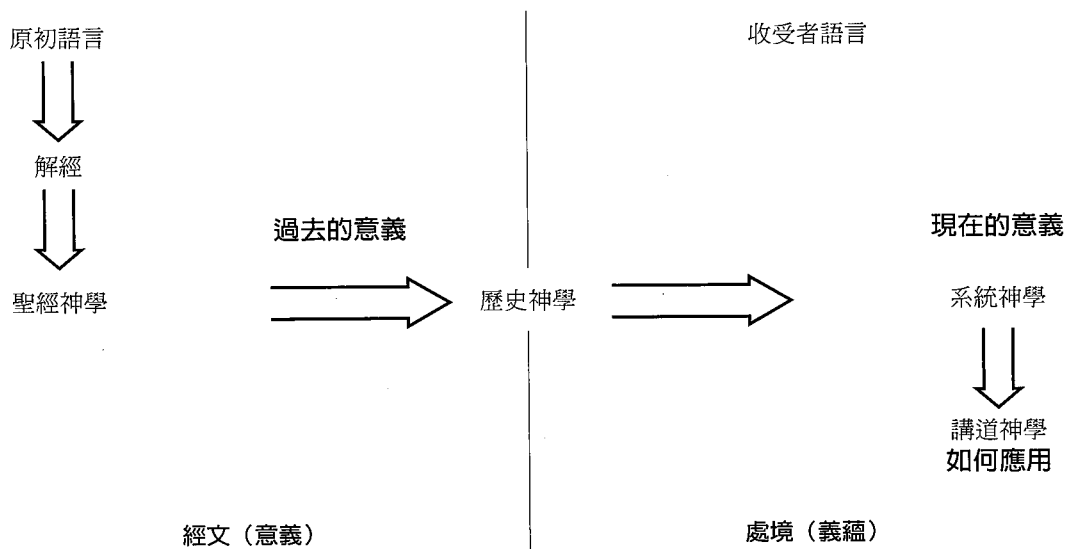 原初語言
收受者語言
解經
過去的意義
現在的意義
聖經神學
歷史神學
系統神學
講道神學
如何應用
經文（意義）
處境（義蘊）